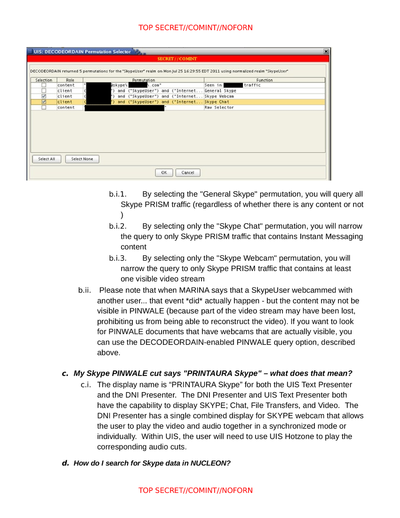 TOP SECRET//COMINT//NOFORN
UIS: DECODEORDAIN Permutation Selector
SECRET // COMINT
DECODEORDAIN returned 5 permutations for the "SkypeUser" realm on Mon Jul 25 14:29:55 EDT 2011 using normalized realm "SkypeUser"
Selection Role Permutation Function
content Seen in traffic
client ") and ("SkypeUser") and ("Internet... General Skype
client ") and ("SkypeUser") and ("Internet... Skype Webcam
client ") and ("SkypeUser") and ("Internet... Skype Chat
content Raw Selector
Select All Select None
OK Cancel
b.i.1. By selecting the "General Skype" permutation, you will query all
Skype PRISM traffic (regardless of whether there is any content or not
)
b.i.2. By selecting only the "Skype Chat" permutation, you will narrow
the query to only Skype PRISM traffic that contains Instant Messaging
content
b.i.3. By selecting only the "Skype Webcam" permutation, you will
narrow the query to only Skype PRISM traffic that contains at least
one visible video stream
b.ii. Please note that when MARINA says that a SkypeUser webcammed with
another user... that event *did* actually happen - but the content may not be
visible in PINWALE (because part of the video stream may have been lost,
prohibiting us from being able to reconstruct the video). If you want to look
for PINWALE documents that have webcams that are actually visible, you
can use the DECODEORDAIN-enabled PINWALE query option, described
above.
c. My Skype PINWALE cut says "PRINTAURA Skype" – what does that mean?
c.i. The display name is "PRINTAURA Skype" for both the UIS Text Presenter
and the DNI Presenter. The DNI Presenter and UIS Text Presenter both
have the capability to display SKYPE; Chat, File Transfers, and Video. The
DNI Presenter has a single combined display for SKYPE webcam that allows
the user to play the video and audio together in a synchronized mode or
individually. Within UIS, the user will need to use UIS Hotzone to play the
corresponding audio cuts.
d. How do I search for Skype data in NUCLEON?
TOP SECRET//COMINT//NOFORN